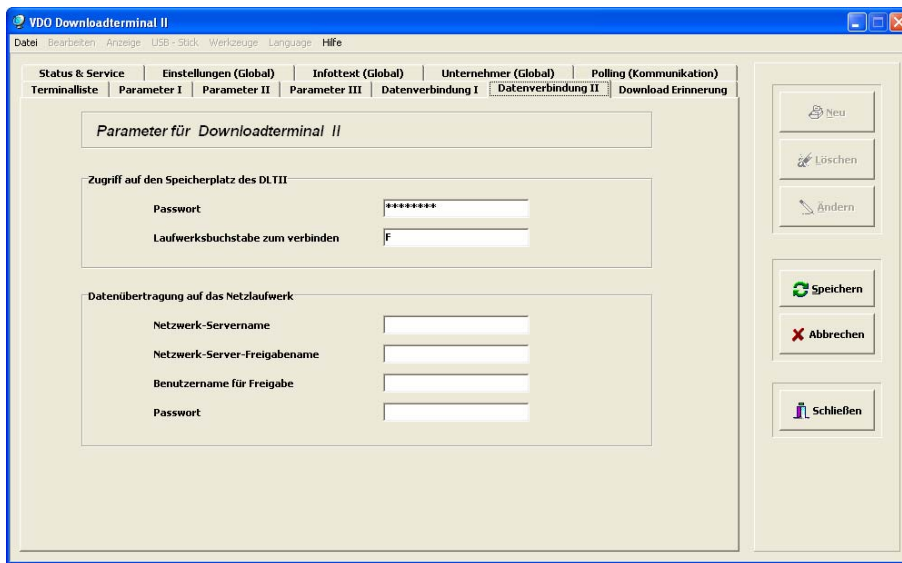 VDO Downloadterminal II
Datei Bearbeiten Anzeige USB - Stick Werkzeuge Language Hilfe
Status & Service Einstellungen (Global) Infotext (Global) Unternehmer (Global) Polling (Kommunikation)
Terminalliste Parameter I Parameter II Parameter III Datenverbindung I Datenverbindung II Download Erinnerung
Parameter für Downloadterminal II
Zugriff auf den Speicherplatz des DLTII
Passwort ********
Laufwerksbuchstabe zum verbinden F
Datenübertragung auf das Netzlaufwerk
Netzwerk-Servername
Netzwerk-Server-Freigabename
Benutzername für Freigabe
Passwort
Neu
Löschen
Ändern
Speichern
Abbrechen
Schließen